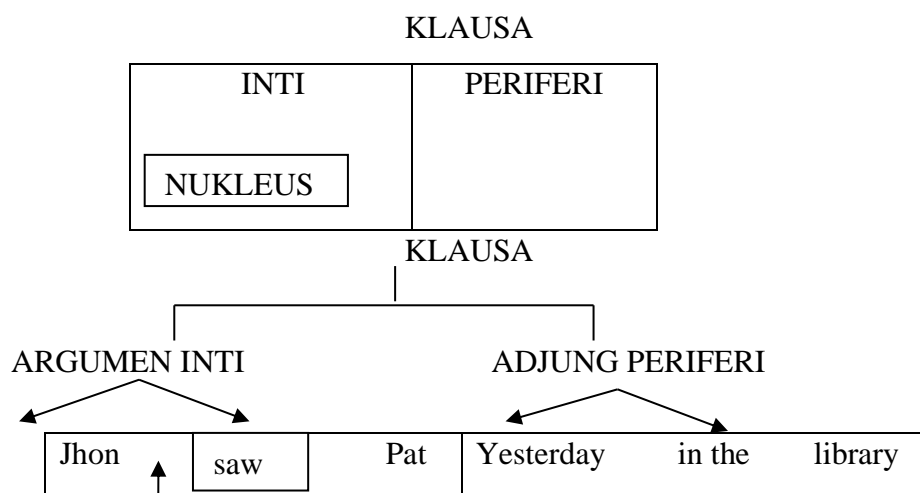 KLAUSA
INTI PERIFERI
NUKLEUS
KLAUSA
ARGUMEN INTI ADJUNG PERIFERI
Jhon saw Pat Yesterday in the library